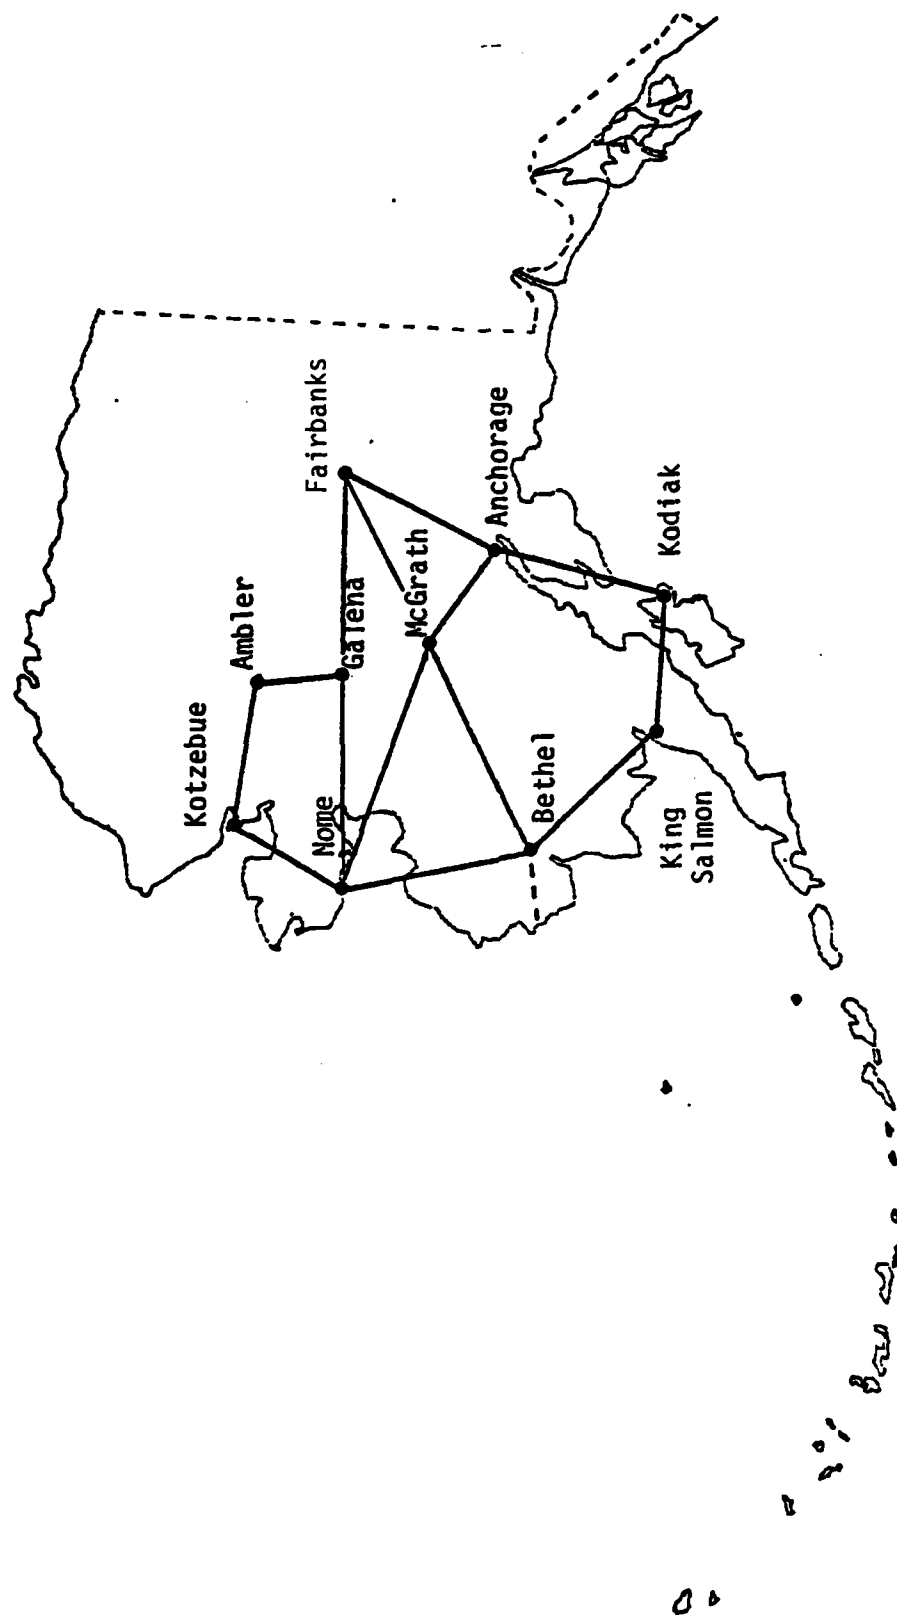 Kotzebue
Ambler
Fairbanks
Nome
Galena
McGrath
Anchorage
Bethel
King
Salmon
Kodiak